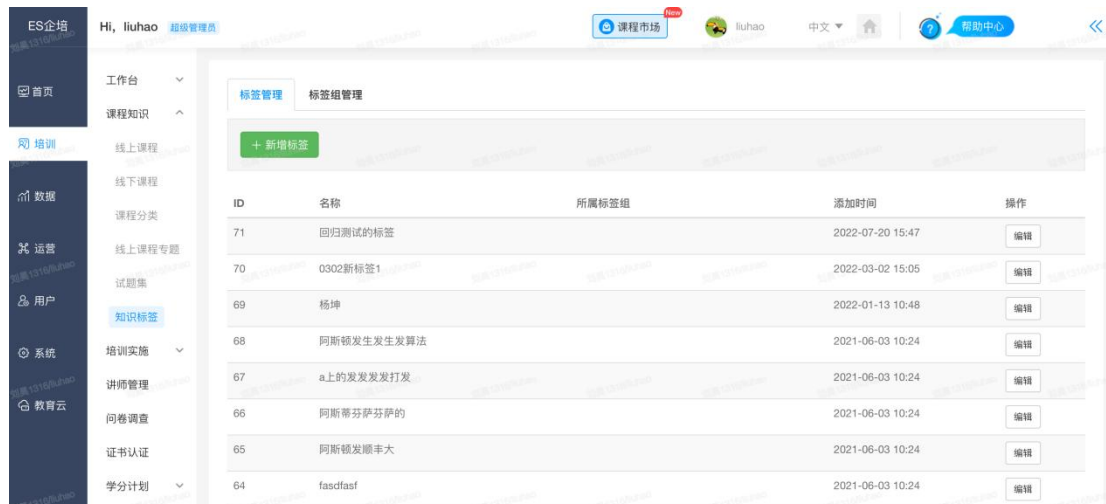 ES企培 Hi, liuhao 超级管理员 New 课程市场 liuhao 中文 帮助中心
首页
培训
数据
运营
用户
系统
教育云
工作台
课程知识
线上课程
线下课程
课程分类
线上课程专题
试题集
知识标签
培训实施
讲师管理
问卷调查
证书认证
学分计划
标签管理 标签组管理
+ 新增标签
ID 名称 所属标签组 添加时间 操作
71 回归测试的标签 2022-07-20 15:47 编辑
70 0302新标签1 2022-03-02 15:05 编辑
69 杨坤 2022-01-13 10:48 编辑
68 阿斯顿发生发生发算法 2021-06-03 10:24 编辑
67 a上的发发发发打发 2021-06-03 10:24 编辑
66 阿斯蒂芬萨芬萨的 2021-06-03 10:24 编辑
65 阿斯顿发顺丰大 2021-06-03 10:24 编辑
64 fasdfasf 2021-06-03 10:24 编辑